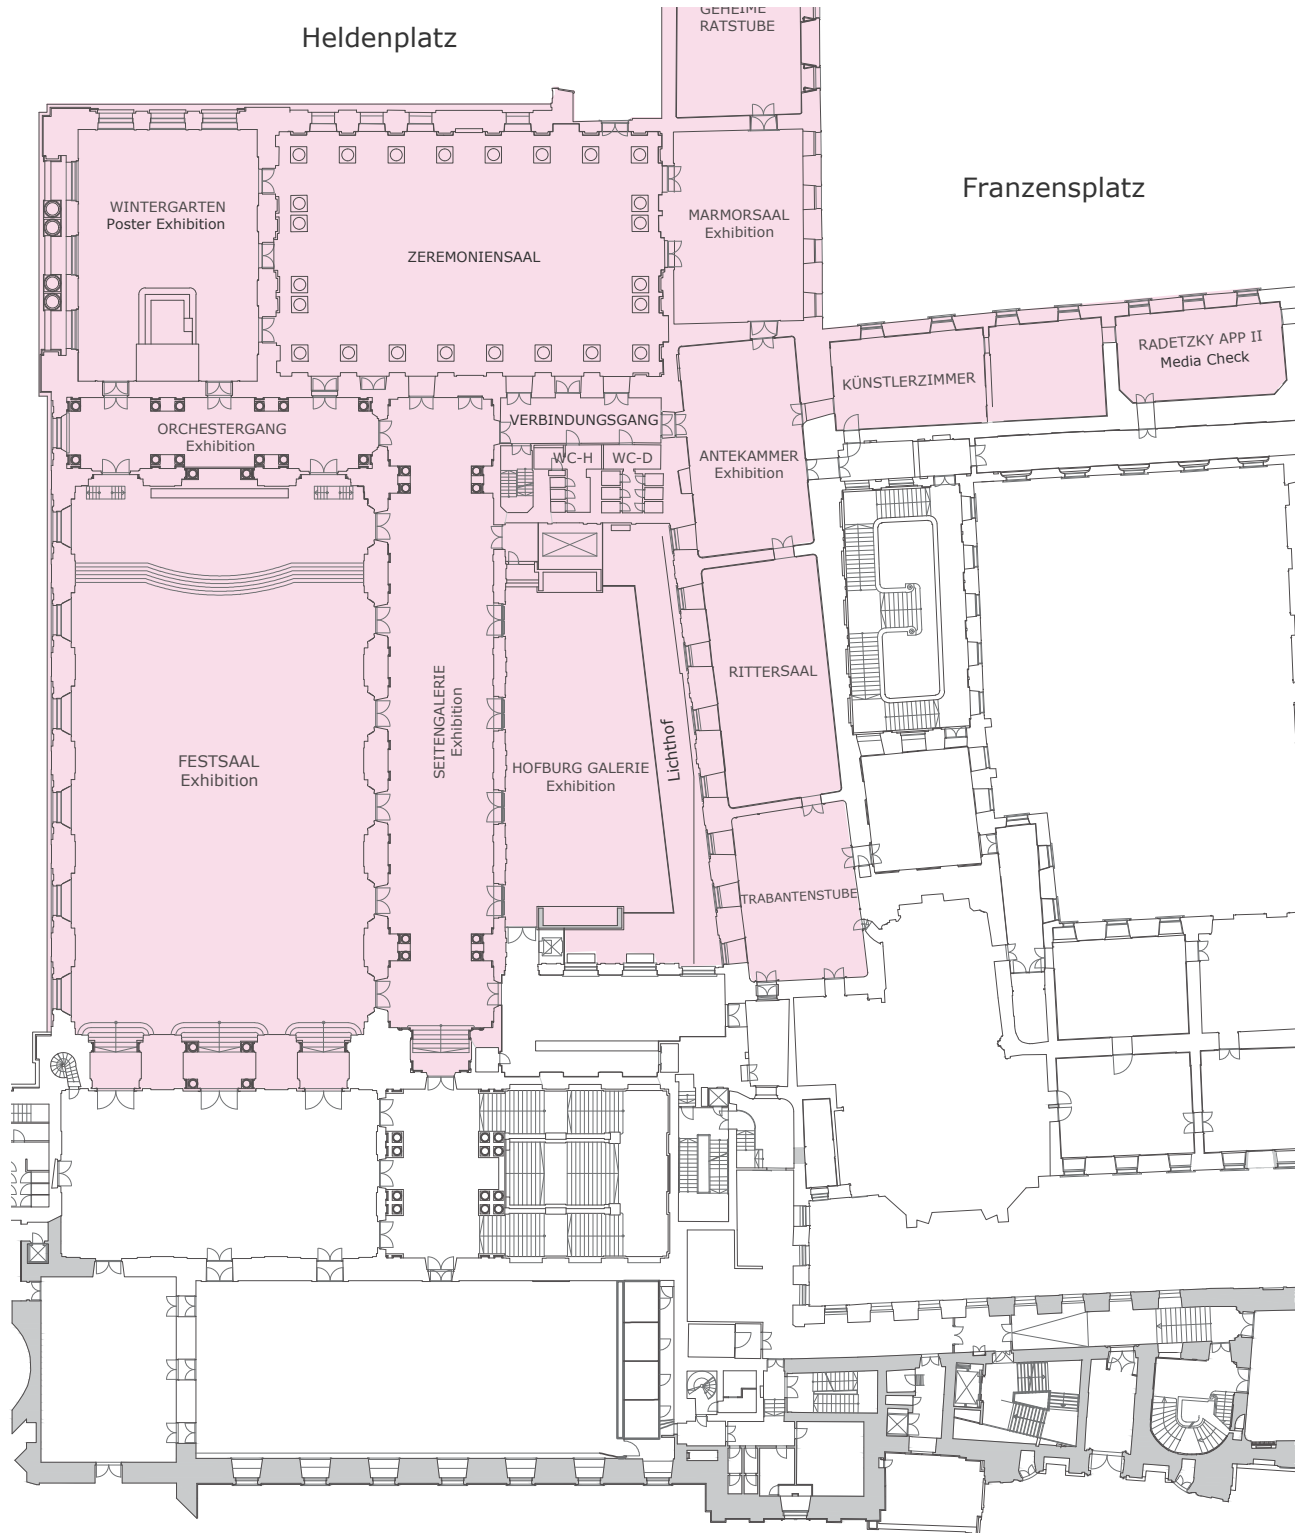 Heldenplatz
GEHEIME
RATSTUBE
Franzensplatz
WINTERGARTEN
Poster Exhibition
ZEREMONIENSAAL
MARMORSAAL
Exhibition
RADETZKY APP II
Media Check
KÜNSTLERZIMMER
ORCHESTERGANG
Exhibition
VERBINDUNGSGANG
WC-H
WC-D
ANTEKAMMER
Exhibition
RITTERSAAL
SEITENGALERIE
Exhibition
FESTSAAL
Exhibition
HOFBURG GALERIE
Exhibition
Lichthof
TRABANTENSTUBE